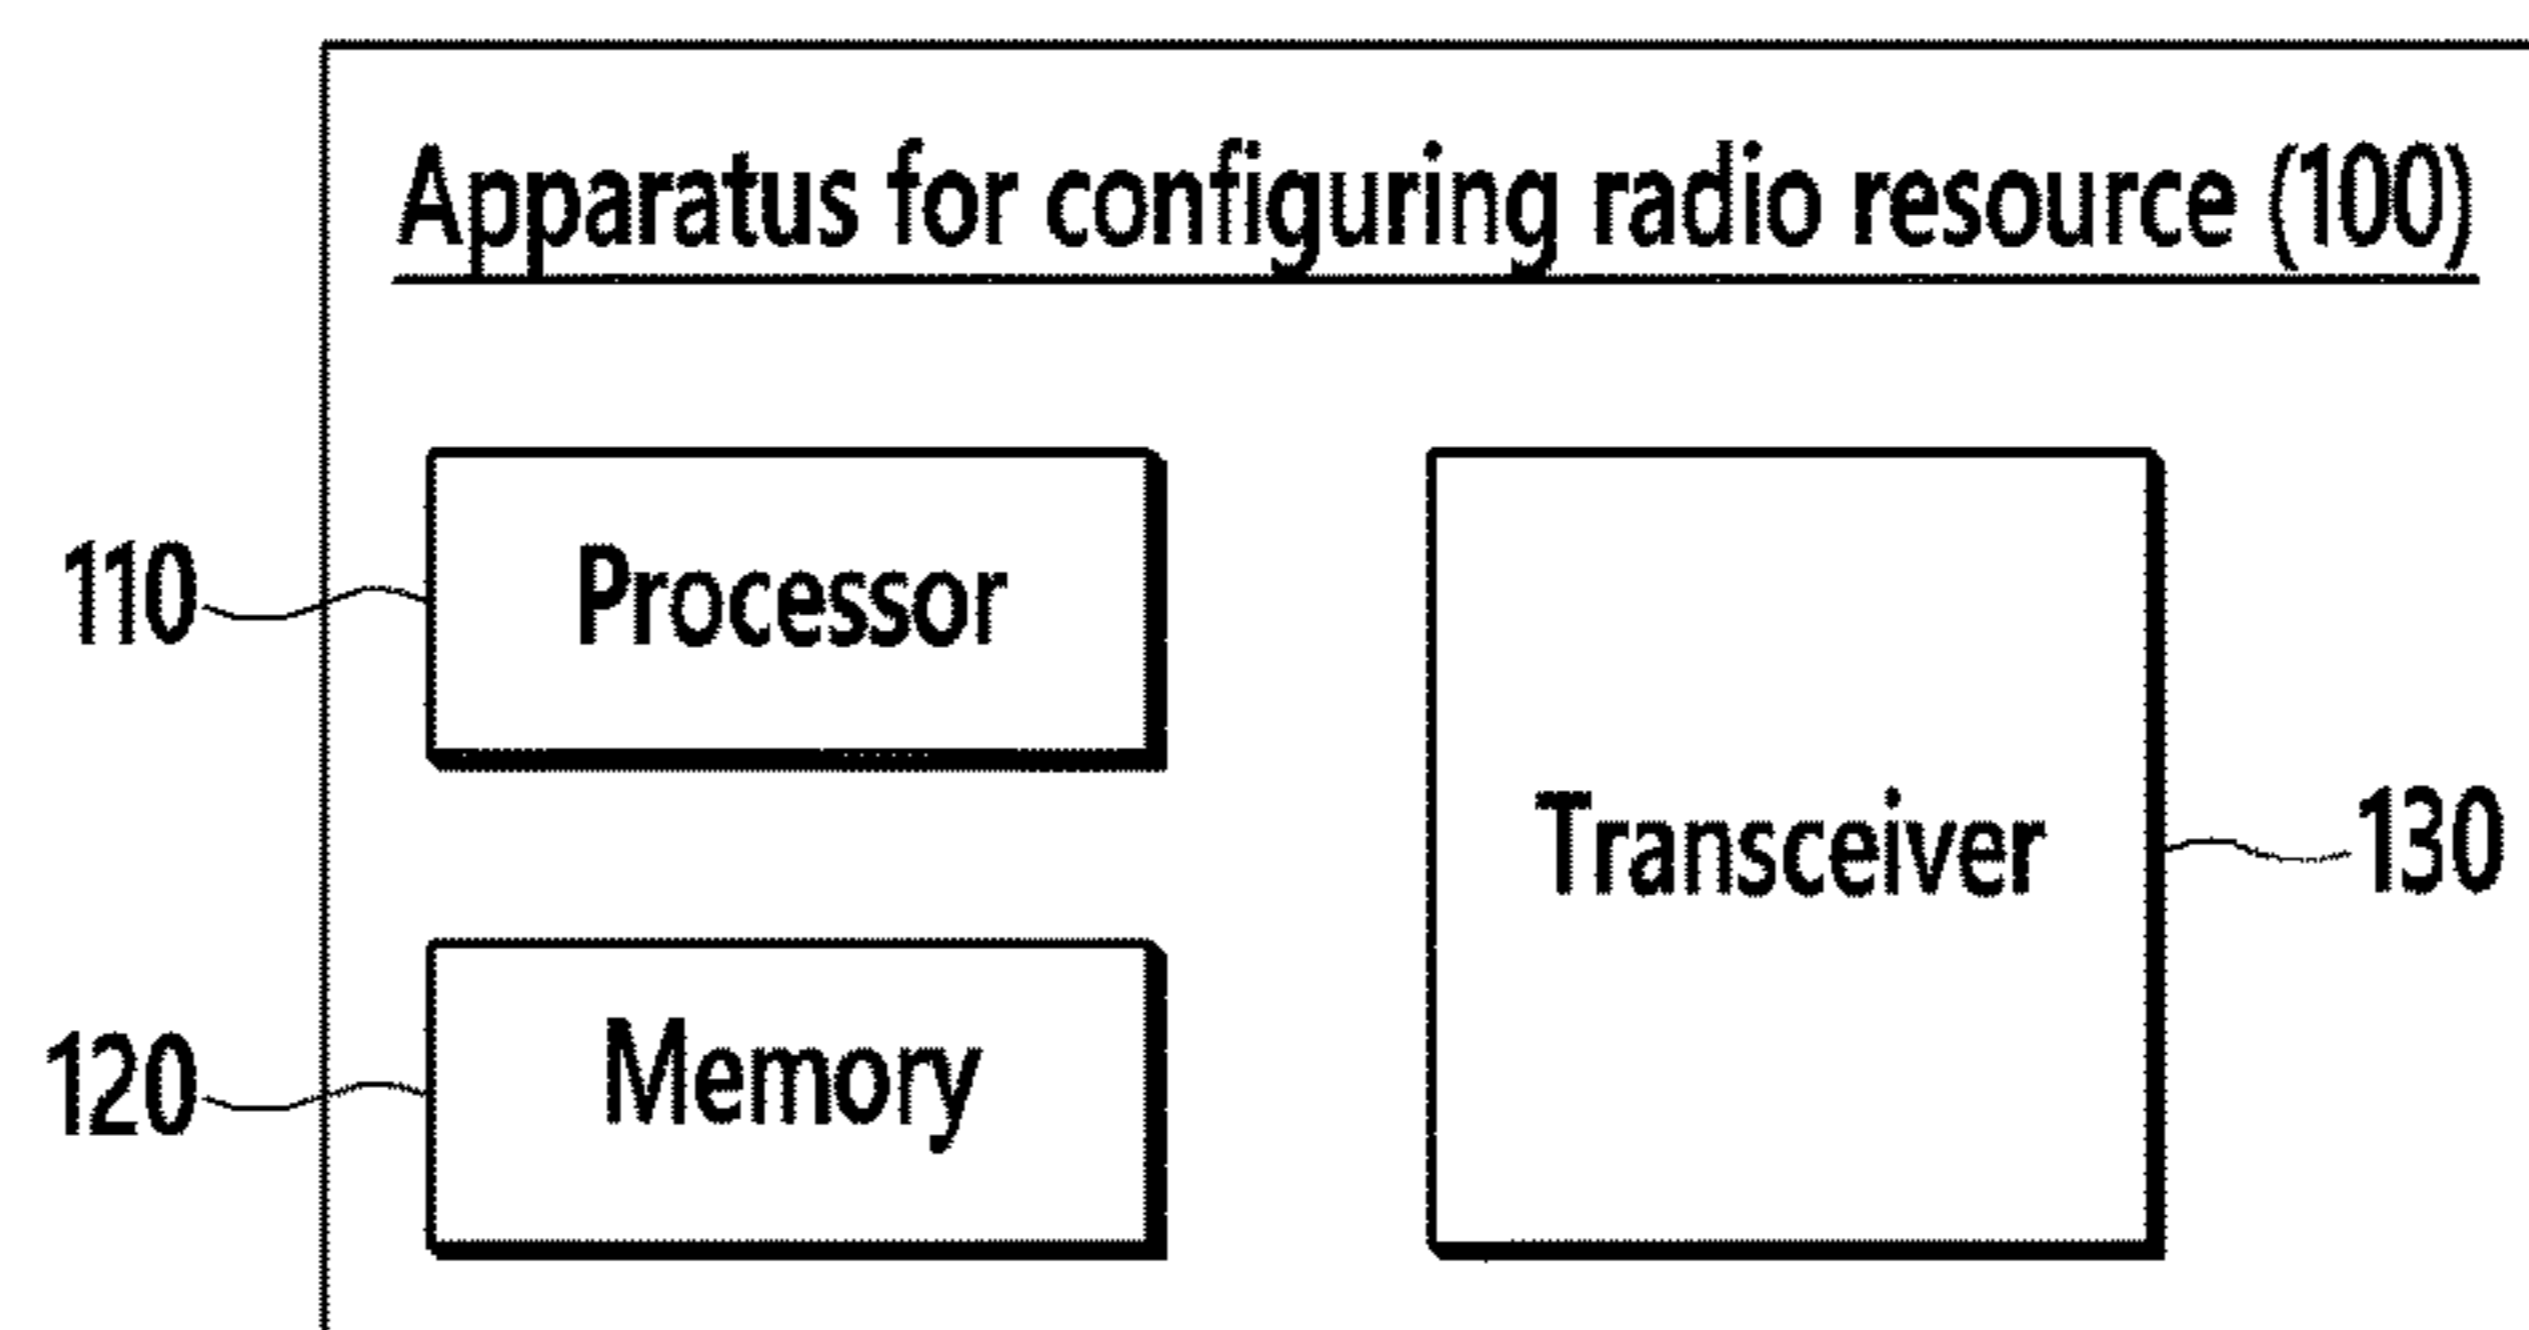 Apparatus for configuring radio resource (100)
110
Processor
Transceiver
130
120
Memory